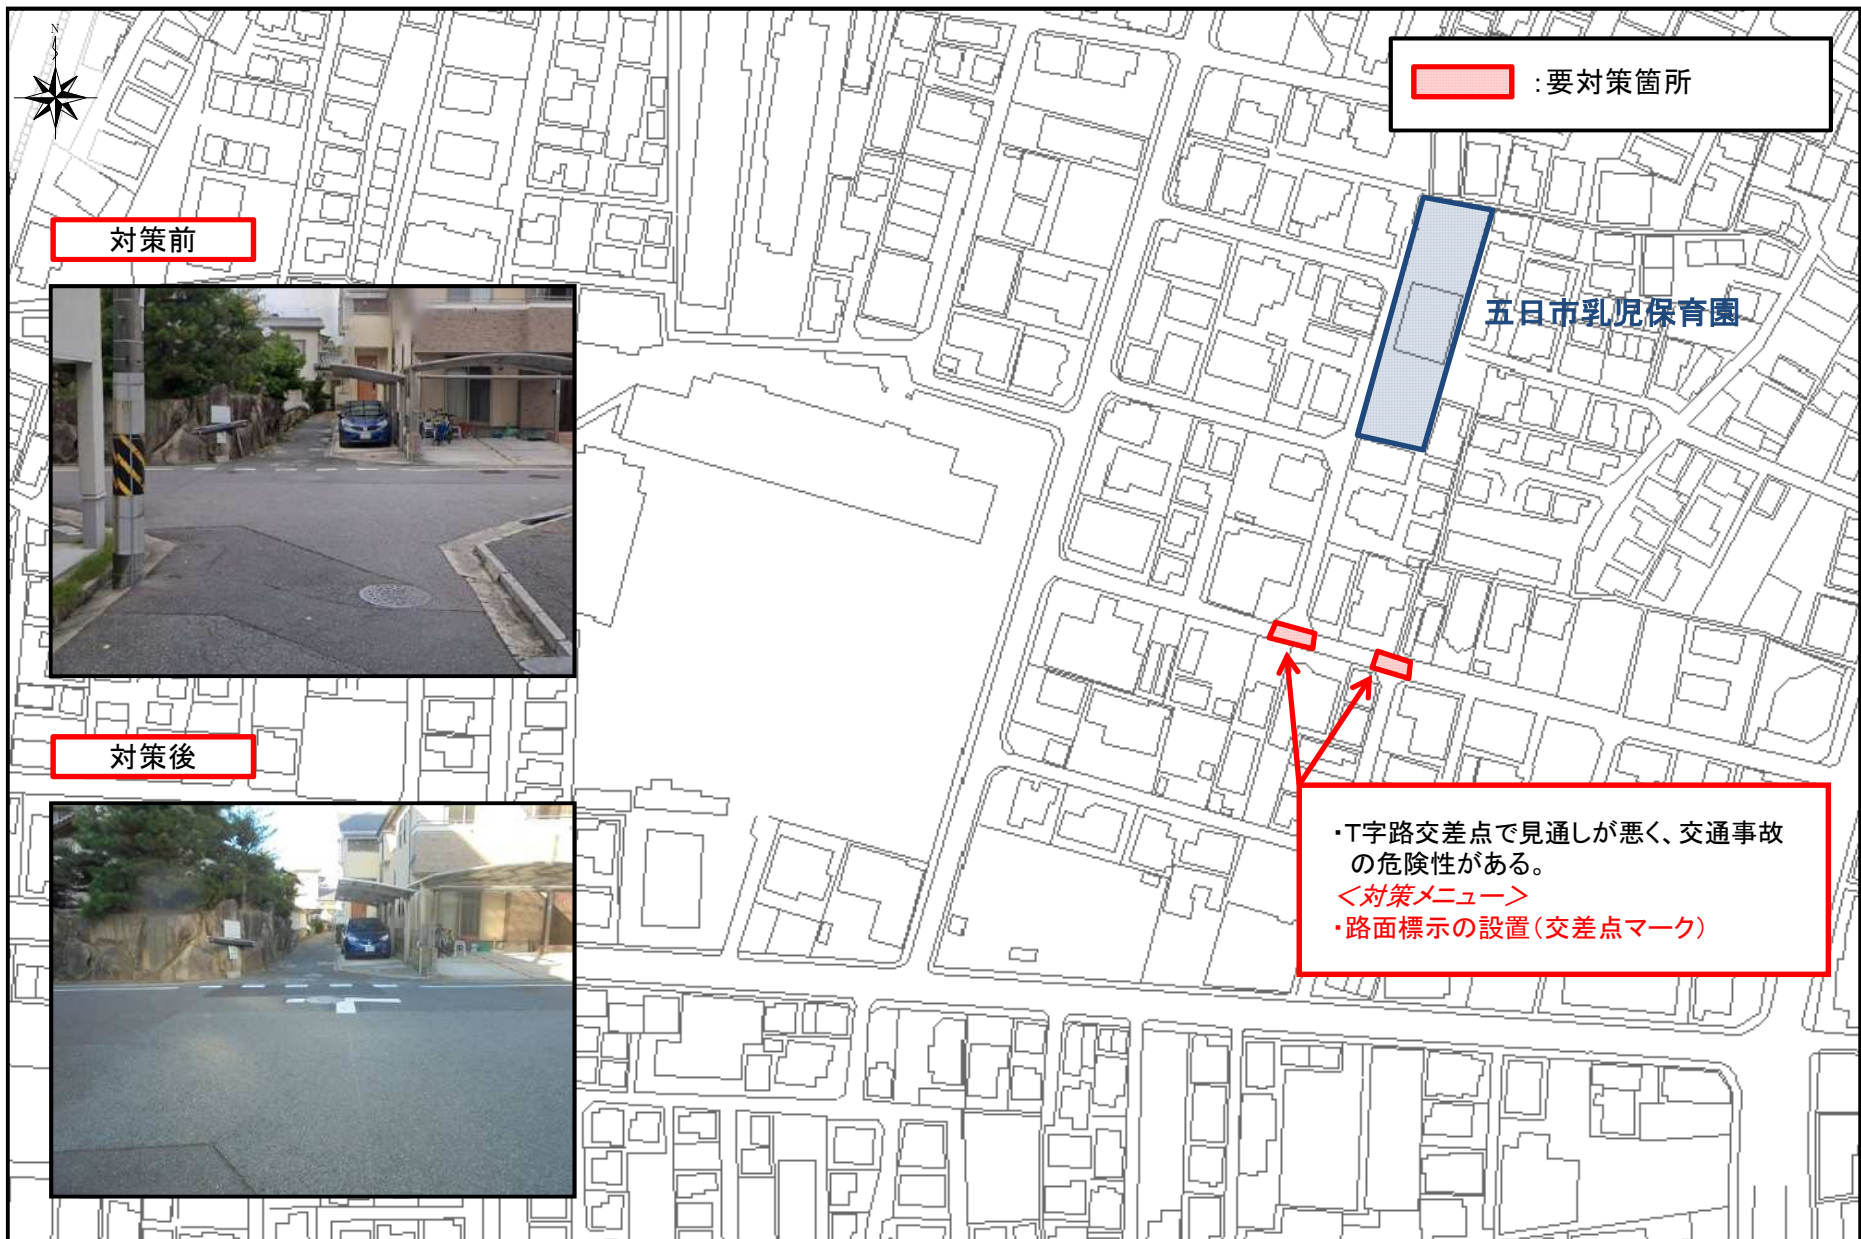 N
:要対策箇所
対策前
五日市乳児保育園
対策後
・T字路交差点で見通しが悪く、交通事故
の危険性がある。
＜対策メニュー＞
・路面標示の設置(交差点マーク)